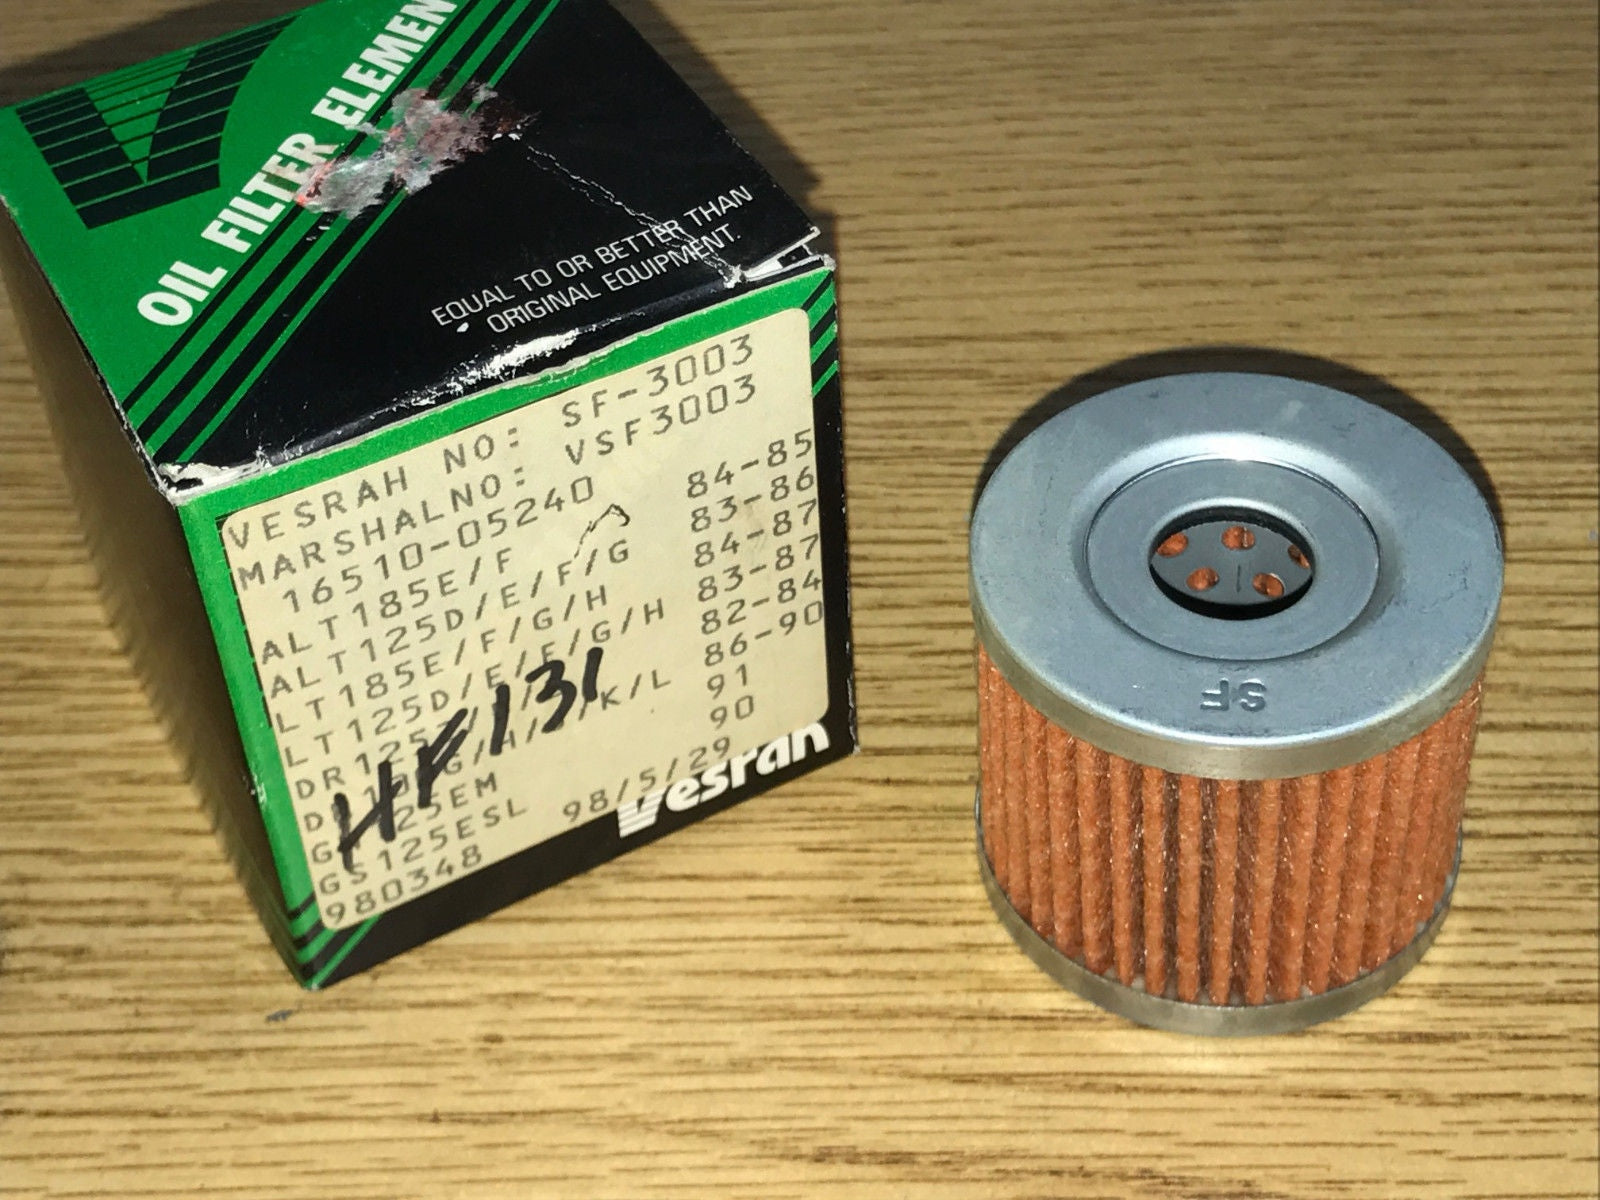 OIL FILTER ELEMEN
EQUAL TO OR BETTER THAN
ORIGINAL EQUIPMENT.
VESRAH NO: SF-3003
MARSHALNO: VSF3003
16510-05240
ALT185E/F 84-85
ALT125D/E/F/G 83-86
LT185E/F/G/H 84-87
LT125D/E/F/G/H 83-87
82-84
K/L 86-90
91
90
GS125ESL
980348 98/5/29
HF131
Vesrah
SF